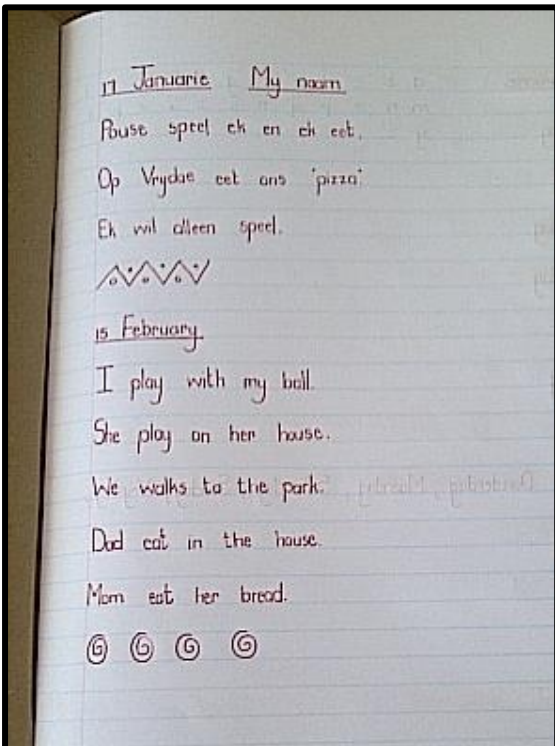 17 Januarie My naam
Pouse speel ek en ek eet.
Op Vrydae eet ons 'pizza'
Ek wil alleen speel.
15 February
I play with my ball.
She play on her house.
We walks to the park.
Dad eat in the house.
Mom eat her bread.